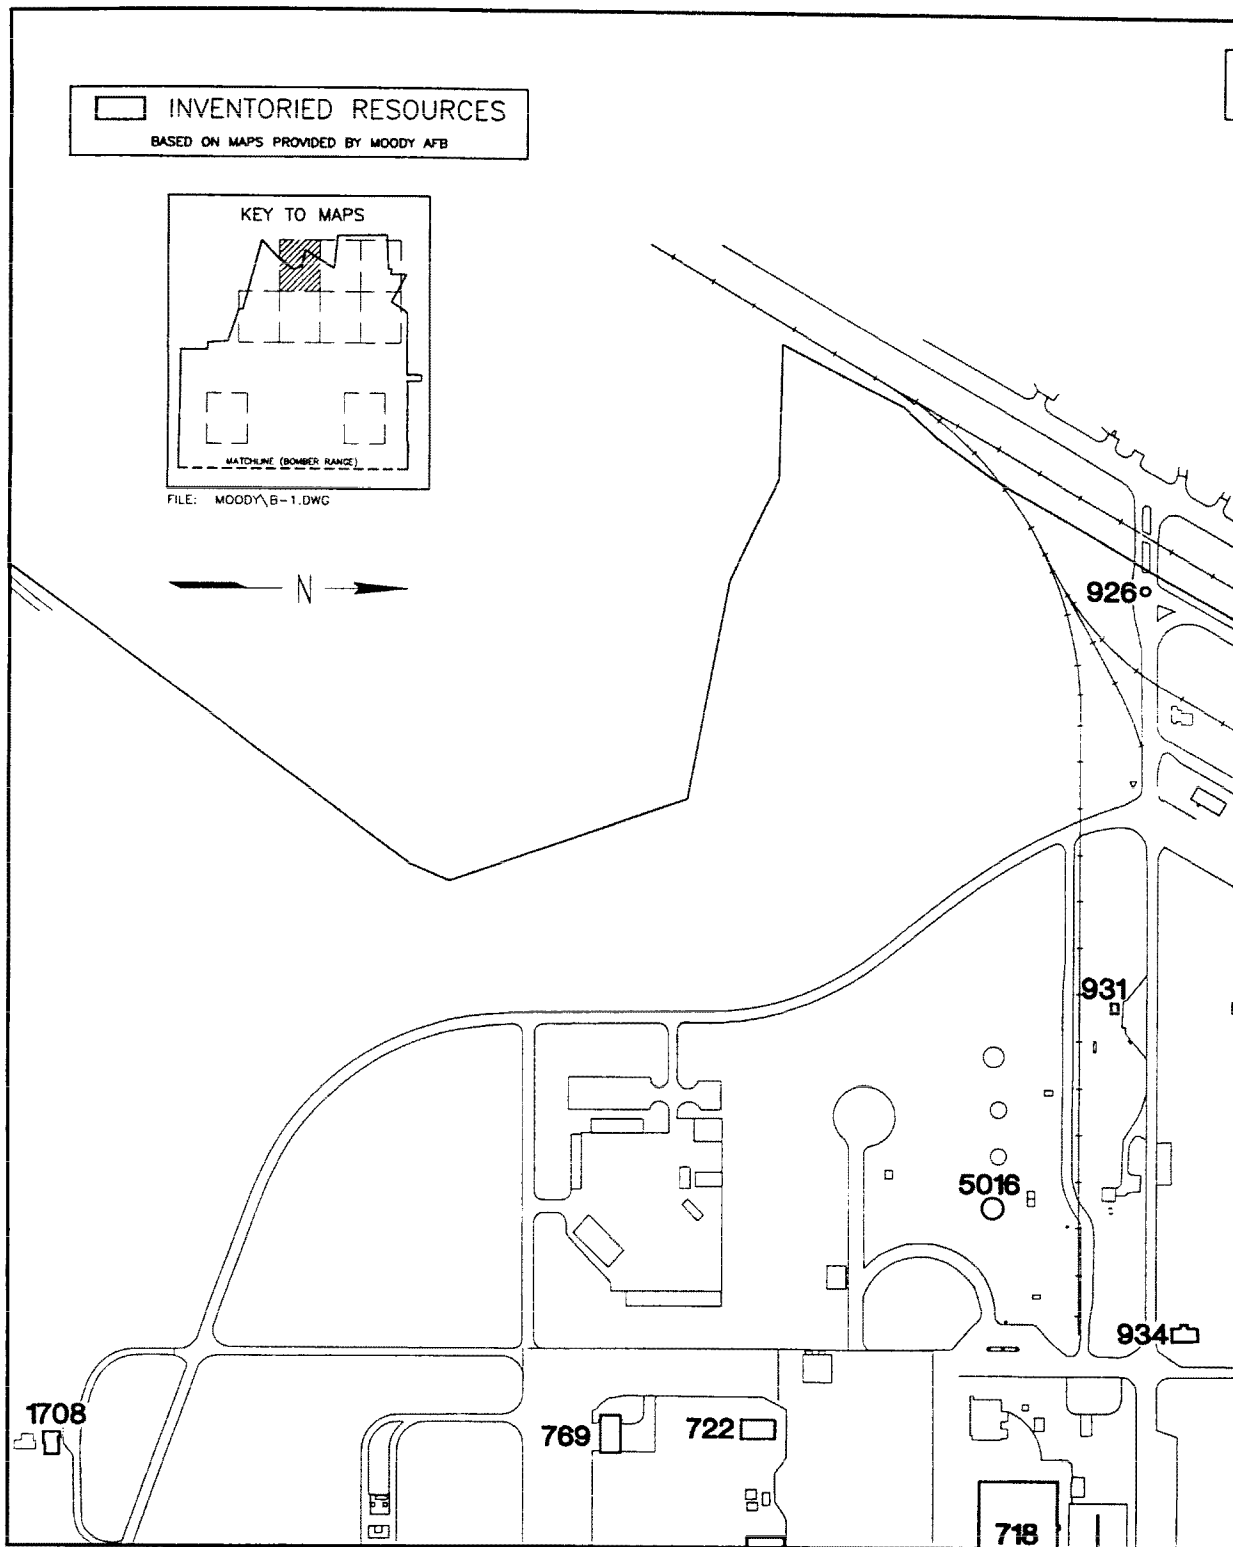 INVENTORIED RESOURCES
BASED ON MAPS PROVIDED BY MOODY AFB
KEY TO MAPS
MATCHLINE (BOMBER RANGE)
FILE: MOODY\B-1.DWG
N
926
931
5016
934
1708
769
722
718